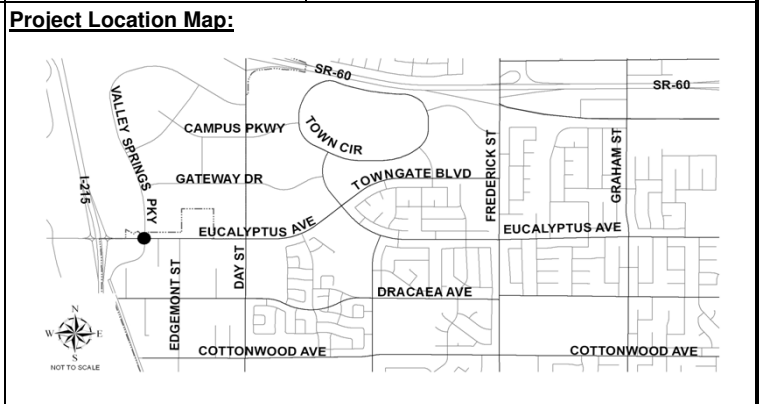 Project Location Map:
SR-60
SR-60
VALLEY SPRINGS PKY
CAMPUS PKWY
TOWN CIR
FREDERICK ST
GRAHAM ST
I-215
GATEWAY DR
TOWNGATE BLVD
EUCALYPTUS AVE
EUCALYPTUS AVE
EDGEMONT ST
DAY ST
DRACAEA AVE
N
W E
S
NOT TO SCALE
COTTONWOOD AVE
COTTONWOOD AVE